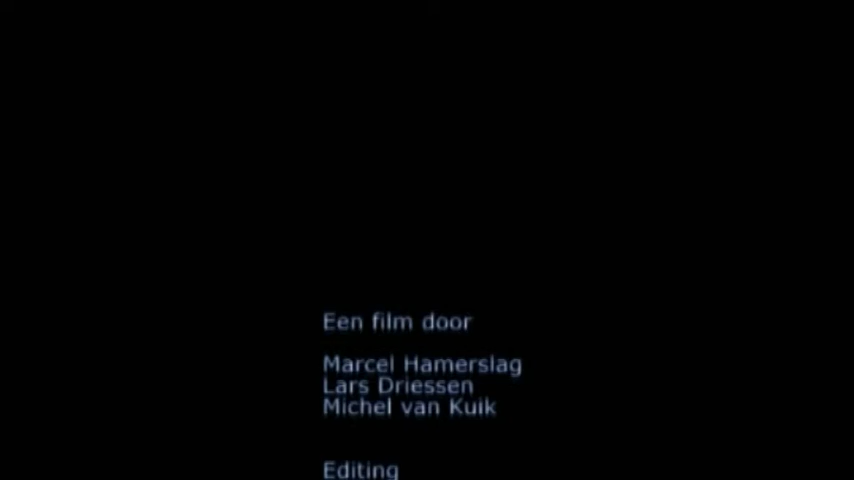 Een film door
Marcel Hamerslag
Lars Driessen
Michel van Kuik
Editing